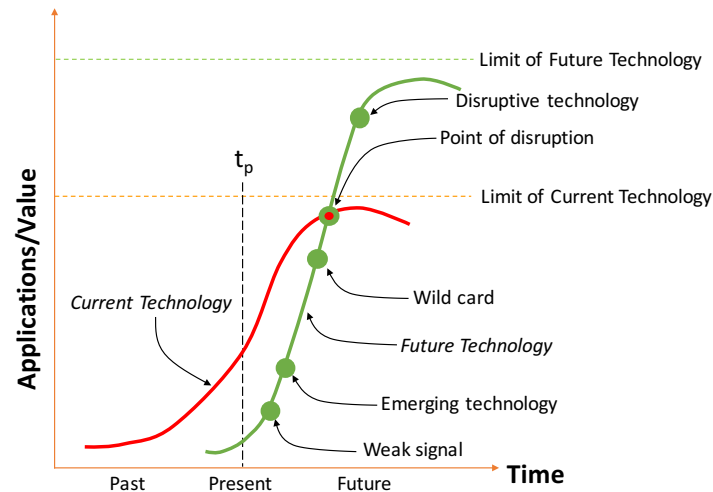 Limit of Future Technology
Disruptive technology
Point of disruption
tp
Limit of Current Technology
Applications/Value
Current Technology
Wild card
Future Technology
Emerging technology
Weak signal
Past
Present
Future
Time